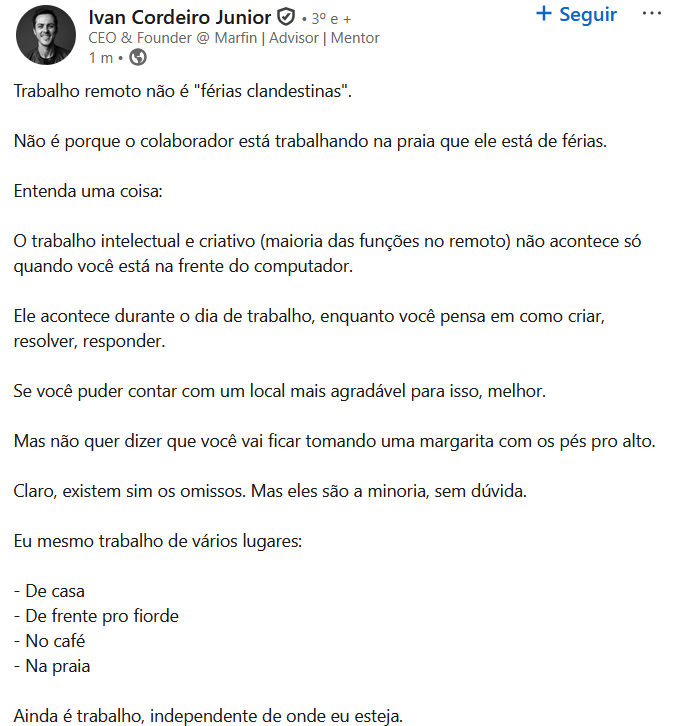 Ivan Cordeiro Junior • 3º e +
+ Seguir
CEO & Founder @ Marfin | Advisor | Mentor
1 m •
Trabalho remoto não é "férias clandestinas".
Não é porque o colaborador está trabalhando na praia que ele está de férias.
Entenda uma coisa:
O trabalho intelectual e criativo (maioria das funções no remoto) não acontece só
quando você está na frente do computador.
Ele acontece durante o dia de trabalho, enquanto você pensa em como criar,
resolver, responder.
Se você puder contar com um local mais agradável para isso, melhor.
Mas não quer dizer que você vai ficar tomando uma margarita com os pés pro alto.
Claro, existem sim os omissos. Mas eles são a minoria, sem dúvida.
Eu mesmo trabalho de vários lugares:
- De casa
- De frente pro fiorde
- No café
- Na praia
Ainda é trabalho, independente de onde eu esteja.